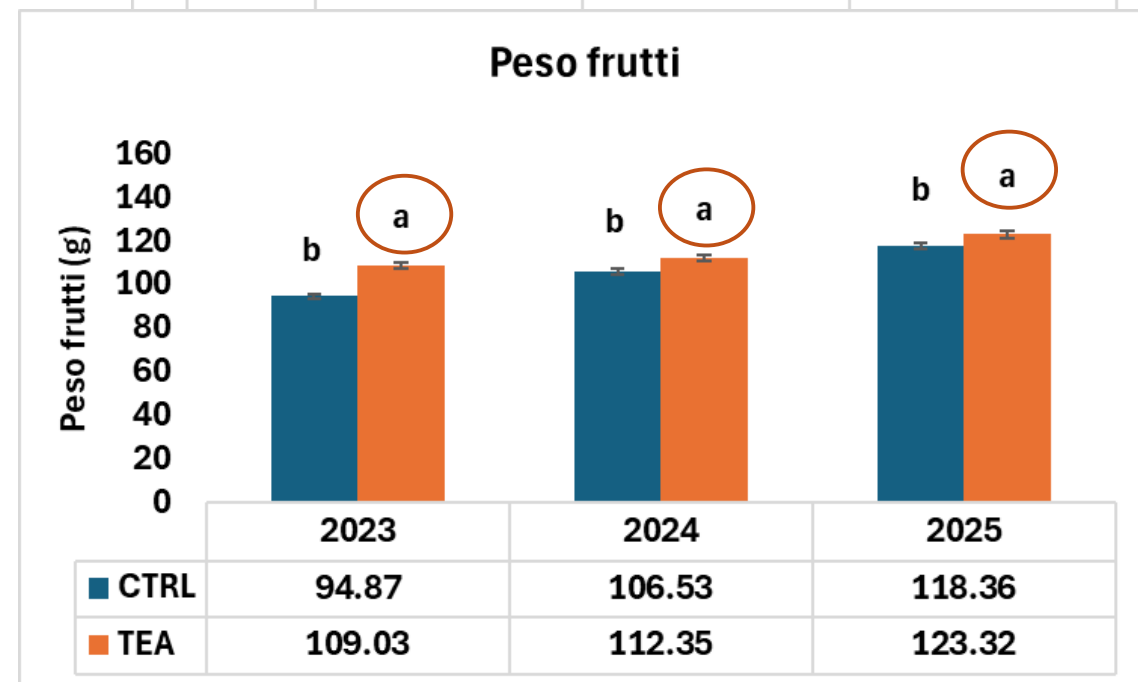 Peso frutti
Peso frutti (g)
160
140
120
100
80
60
40
20
0
b a b a b a
2023 2024 2025
CTRL 94.87 106.53 118.36
TEA 109.03 112.35 123.32